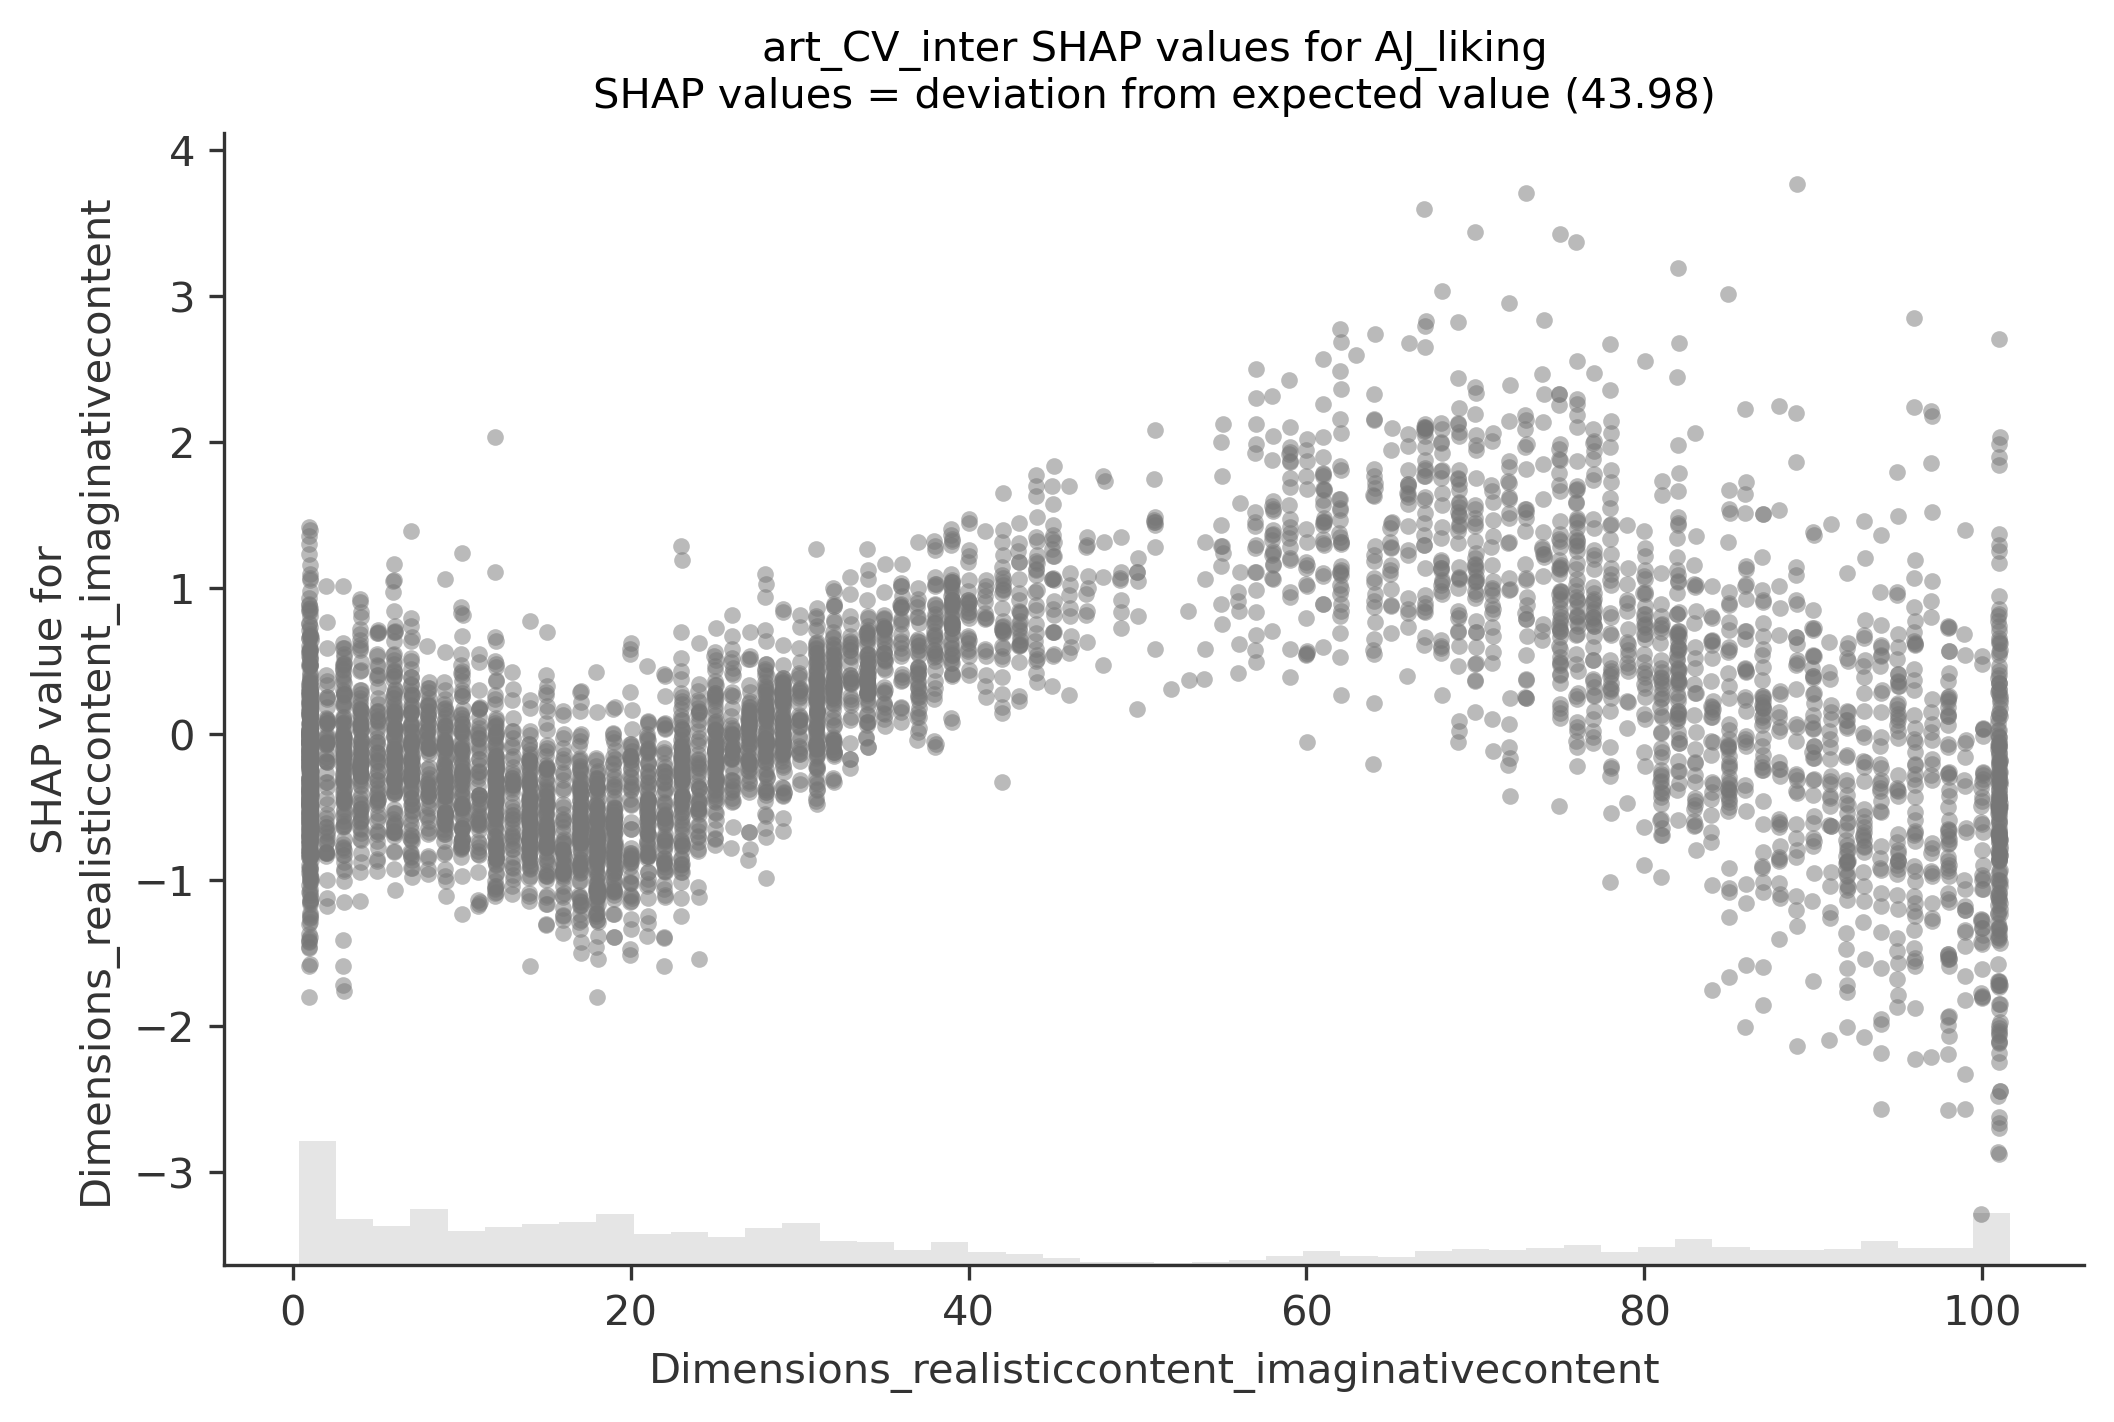 art_CV_inter SHAP values for AJ_liking
SHAP values = deviation from expected value (43.98)
SHAP value for
Dimensions_realisticcontent_imaginativecontent
4
3
2
1
0
−1
−2
−3
0
20
40
60
80
100
Dimensions_realisticcontent_imaginativecontent